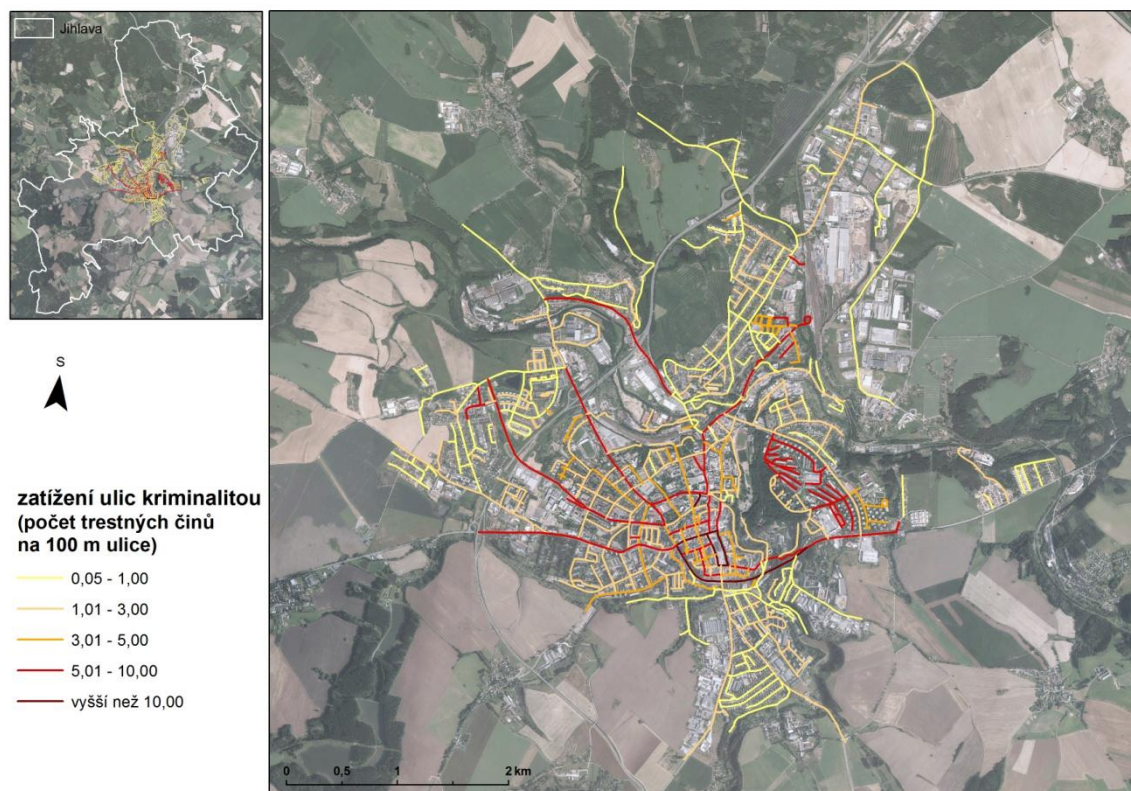 Jihlava
S
zatížení ulic kriminalitou
(počet trestných činů
na 100 m ulice)
0,05 - 1,00
1,01 - 3,00
3,01 - 5,00
5,01 - 10,00
vyšší než 10,00
0 0,5 1 2 km